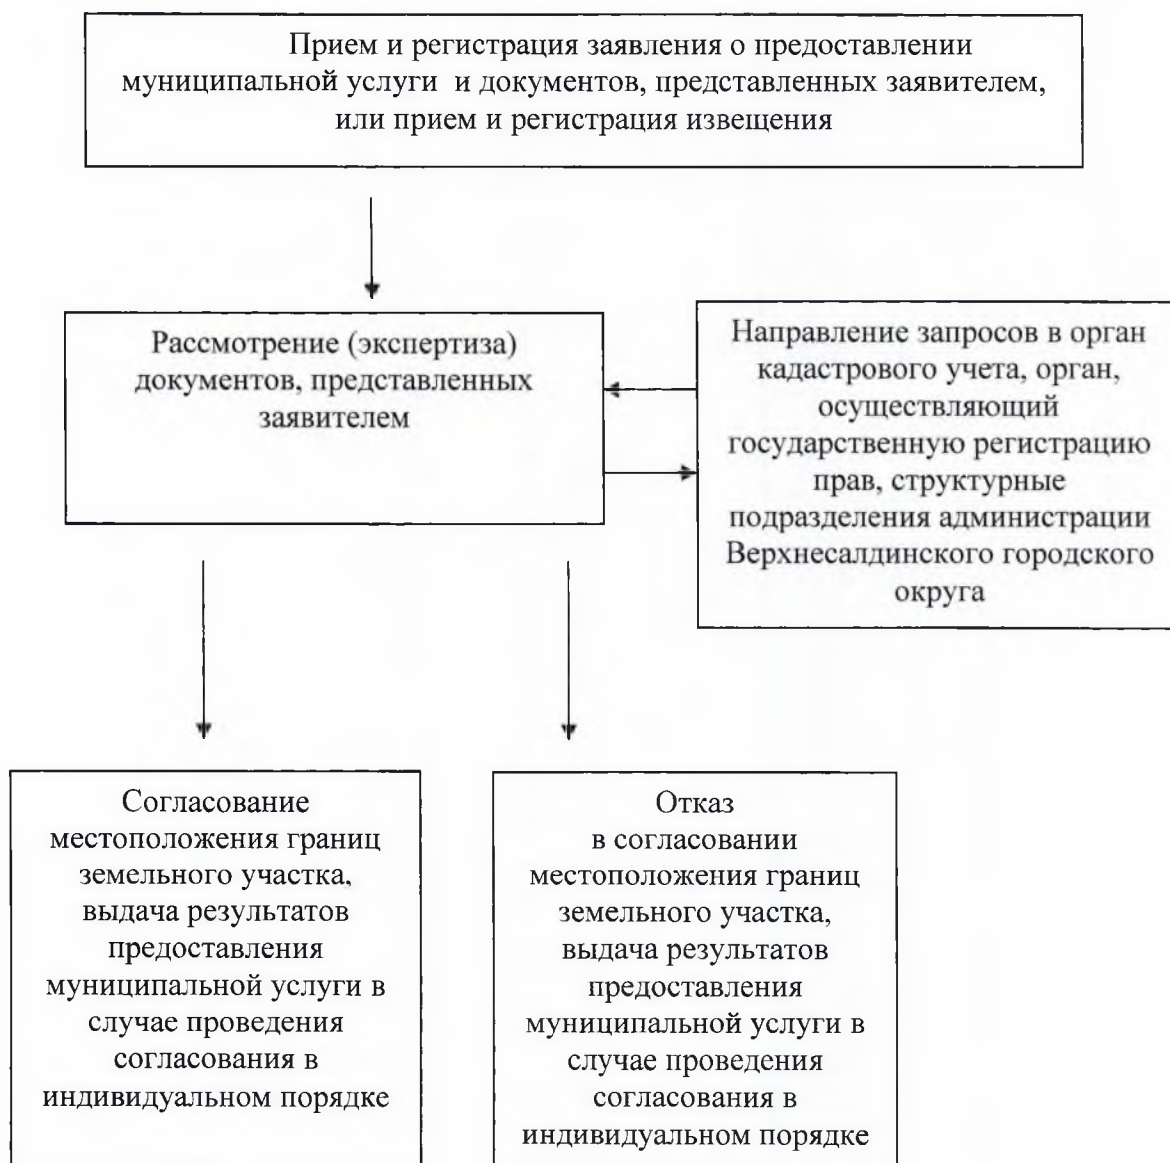 Прием и регистрация заявления о предоставлении
муниципальной услуги и документов, представленных заявителем,
или прием и регистрация извещения
Рассмотрение (экспертиза)
документов, представленных
заявителем
Направление запросов в орган
кадастрового учета, орган,
осуществляющий
государственную регистрацию
прав, структурные
подразделения администрации
Верхнесалдинского городского
округа
Согласование
местоположения границ
земельного участка,
выдача результатов
предоставления
муниципальной услуги в
случае проведения
согласования в
индивидуальном порядке
Отказ
в согласовании
местоположения границ
земельного участка,
выдача результатов
предоставления
муниципальной услуги в
случае проведения
согласования в
индивидуальном порядке